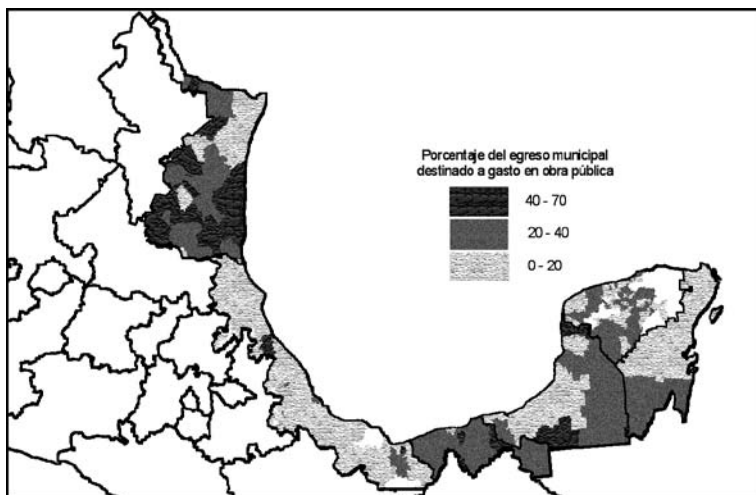 Porcentaje del egreso municipal
destinado a gasto en obra pública
40 - 70
20 - 40
0 - 20